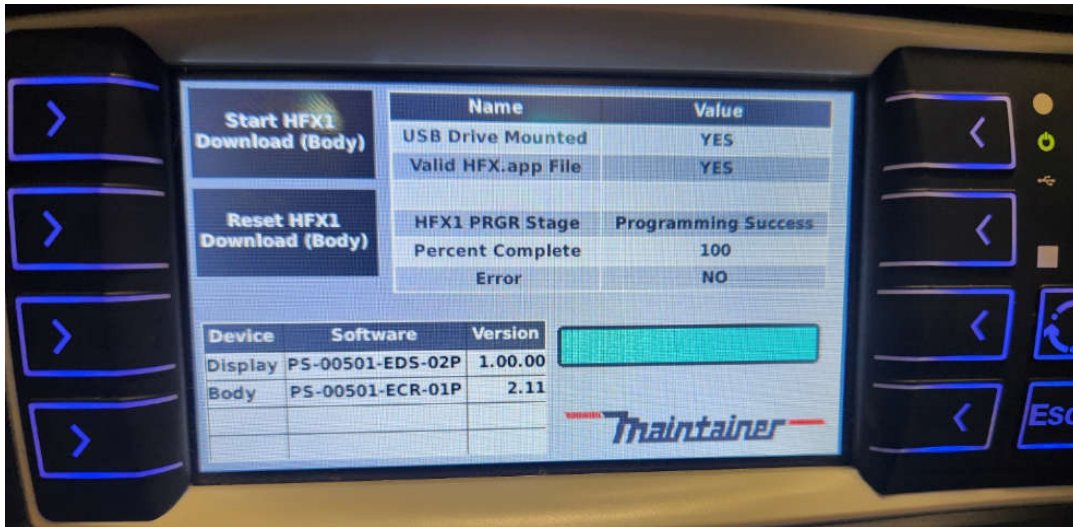 Start HFX1
Download (Body)
Reset HFX1
Download (Body)
Name Value
USB Drive Mounted YES
Valid HFX.app File YES
HFX1 PRGR Stage Programming Success
Percent Complete 100
Error NO
Device Software Version
Display PS-00501-EDS-02P 1.00.00
Body PS-00501-ECR-01P 2.11
Maintainer
Esc